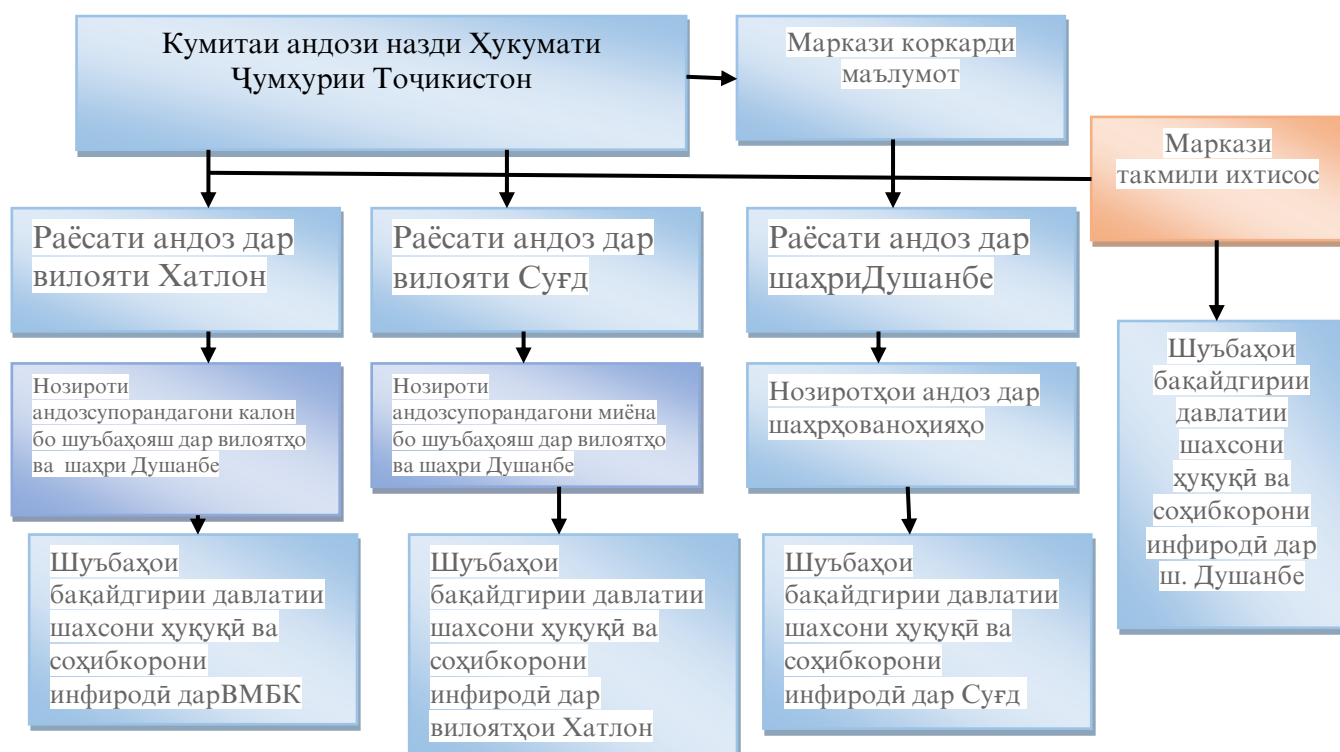 Кумитаи андози назди Ҳукумати
Ҷумҳурии Тоҷикистон
Маркази коркарди
маълумот
Маркази
такмили ихтисос
Раёсати андоз дар
вилояти Хатлон
Раёсати андоз дар
вилояти Суғд
Раёсати андоз дар
шаҳриДушанбе
Нозироти
андозсупорандагони калон
бо шуъбаҳояш дар вилоятҳо
ва шаҳри Душанбе
Нозироти
андозсупорандагони миёна
бо шуъбаҳошв дар вилоятҳо
ва шаҳри Душанбе
Нозиротҳои андоз дар
шаҳрҳованоҳияҳо
Шуъбаҳои
бақайдгирии
давлатии
шахсони
ҳуқуқӣ ва
соҳибкорони
инфиродӣ дар
ш. Душанбе
Шуъбаҳои
бақайдгирии давлатии
шахсони ҳуқуқӣ ва
соҳибкорони
инфиродӣ дарВМБК
Шуъбаҳои
бақайдгирии давлатии
шахсони ҳуқуқӣ ва
соҳибкорони
инфиродӣ дар
вилоятҳои Хатлон
Шуъбаҳои
бақайдгирии давлатии
шахсони ҳуқуқӣ ва
соҳибкорони
инфиродӣ дар Суғд